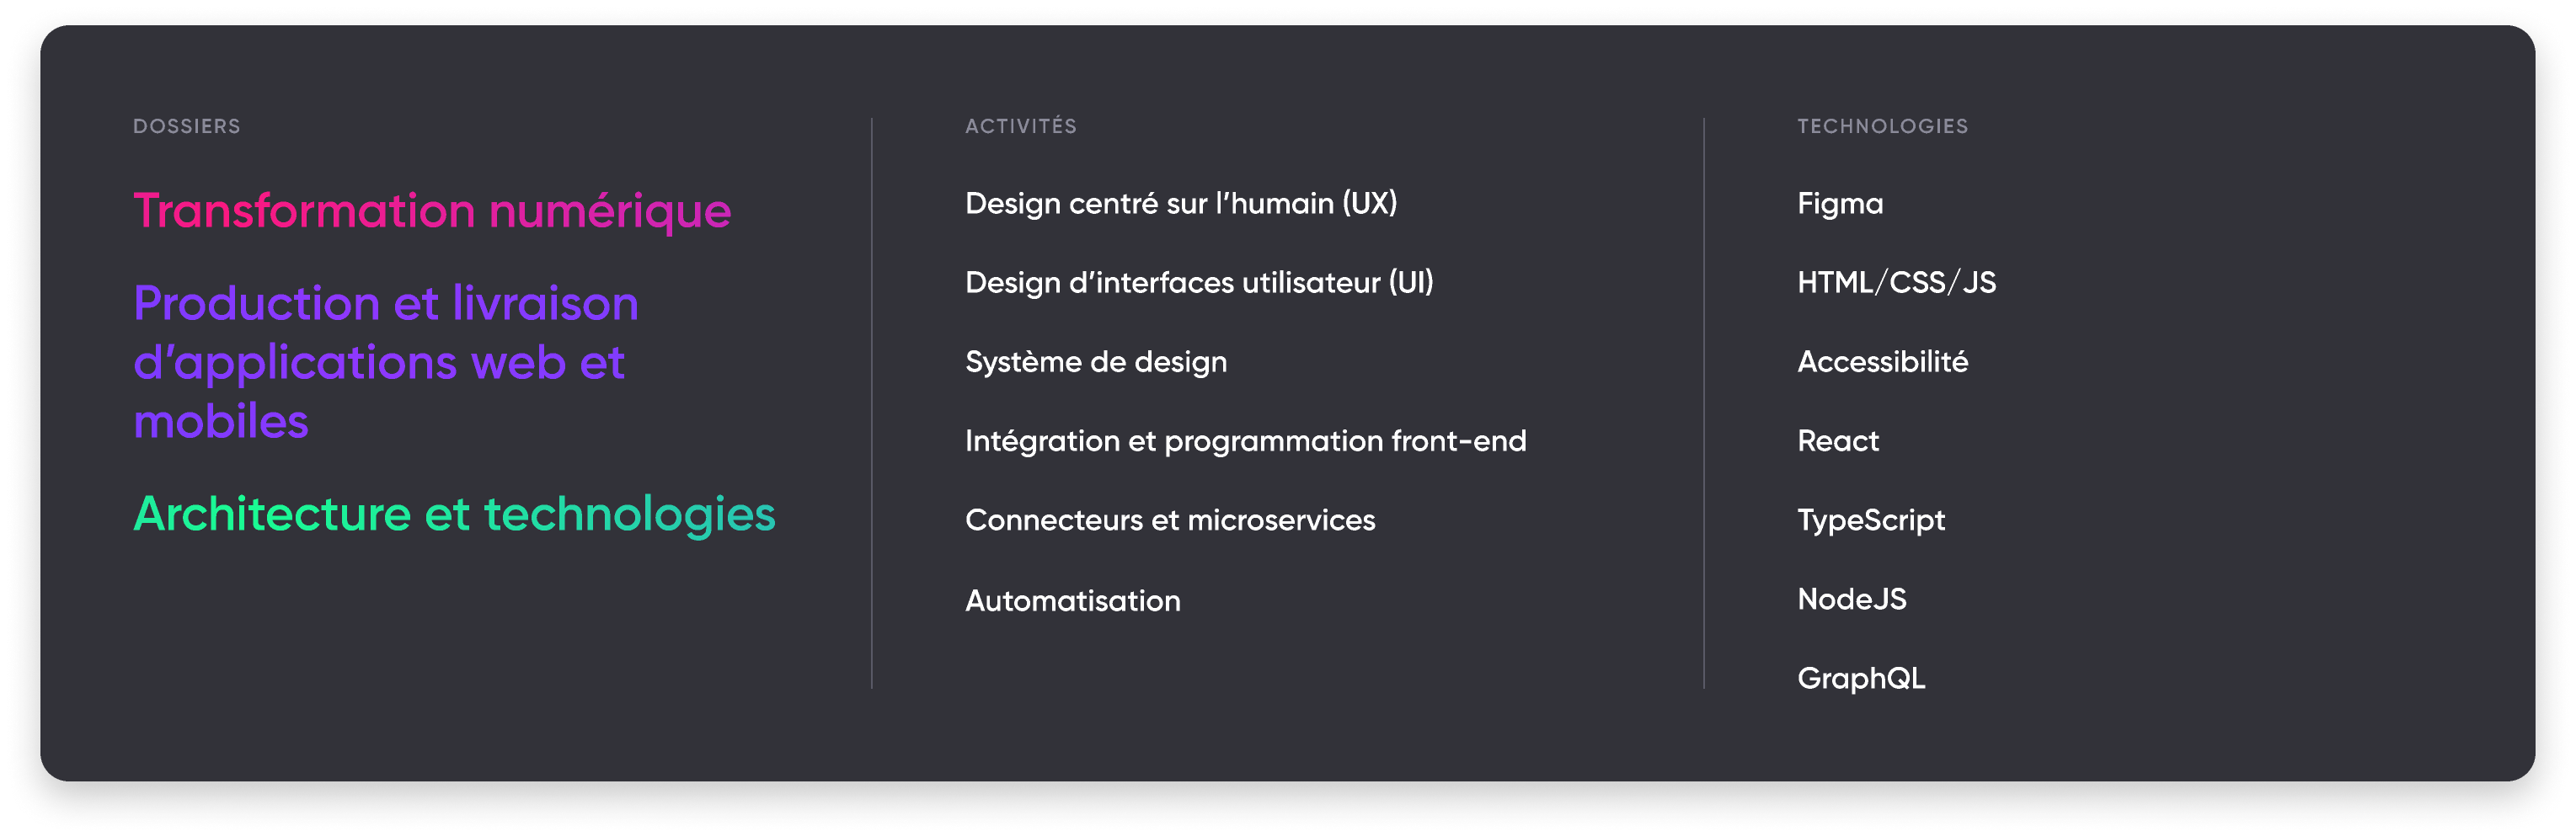 DOSSIERS
Transformation numérique
Production et livraison
d’applications web et
mobiles
Architecture et technologies
ACTIVITÉS
Design centré sur l’humain (UX)
Design d’interfaces utilisateur (UI)
Système de design
Intégration et programmation front-end
Connecteurs et microservices
Automatisation
TECHNOLOGIES
Figma
HTML/CSS/JS
Accessibilité
React
TypeScript
NodeJS
GraphQL